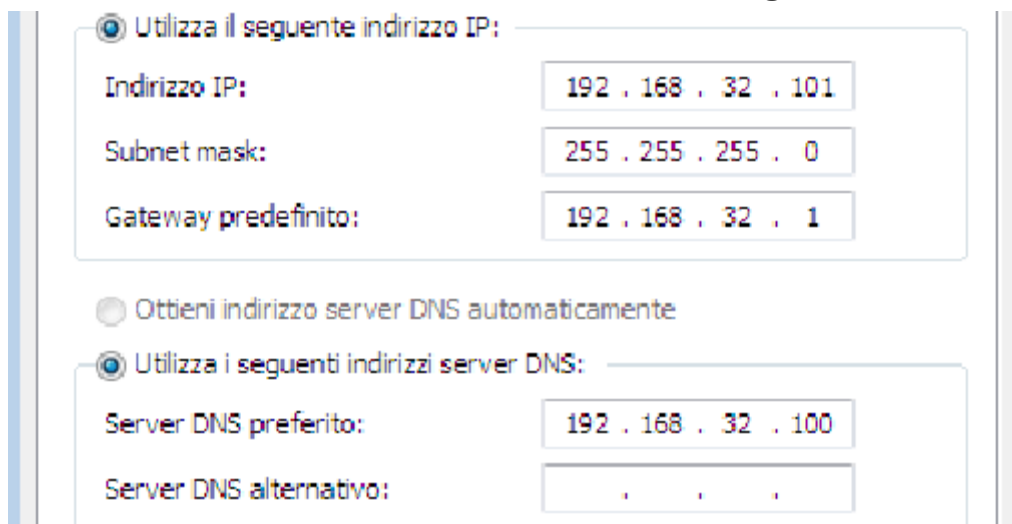 Utilizza il seguente indirizzo IP:
Indirizzo IP: 192 . 168 . 32 . 101
Subnet mask: 255 . 255 . 255 . 0
Gateway predefinito: 192 . 168 . 32 . 1
Ottieni indirizzo server DNS automaticamente
Utilizza i seguenti indirizzi server DNS:
Server DNS preferito: 192 . 168 . 32 . 100
Server DNS alternativo: . . .